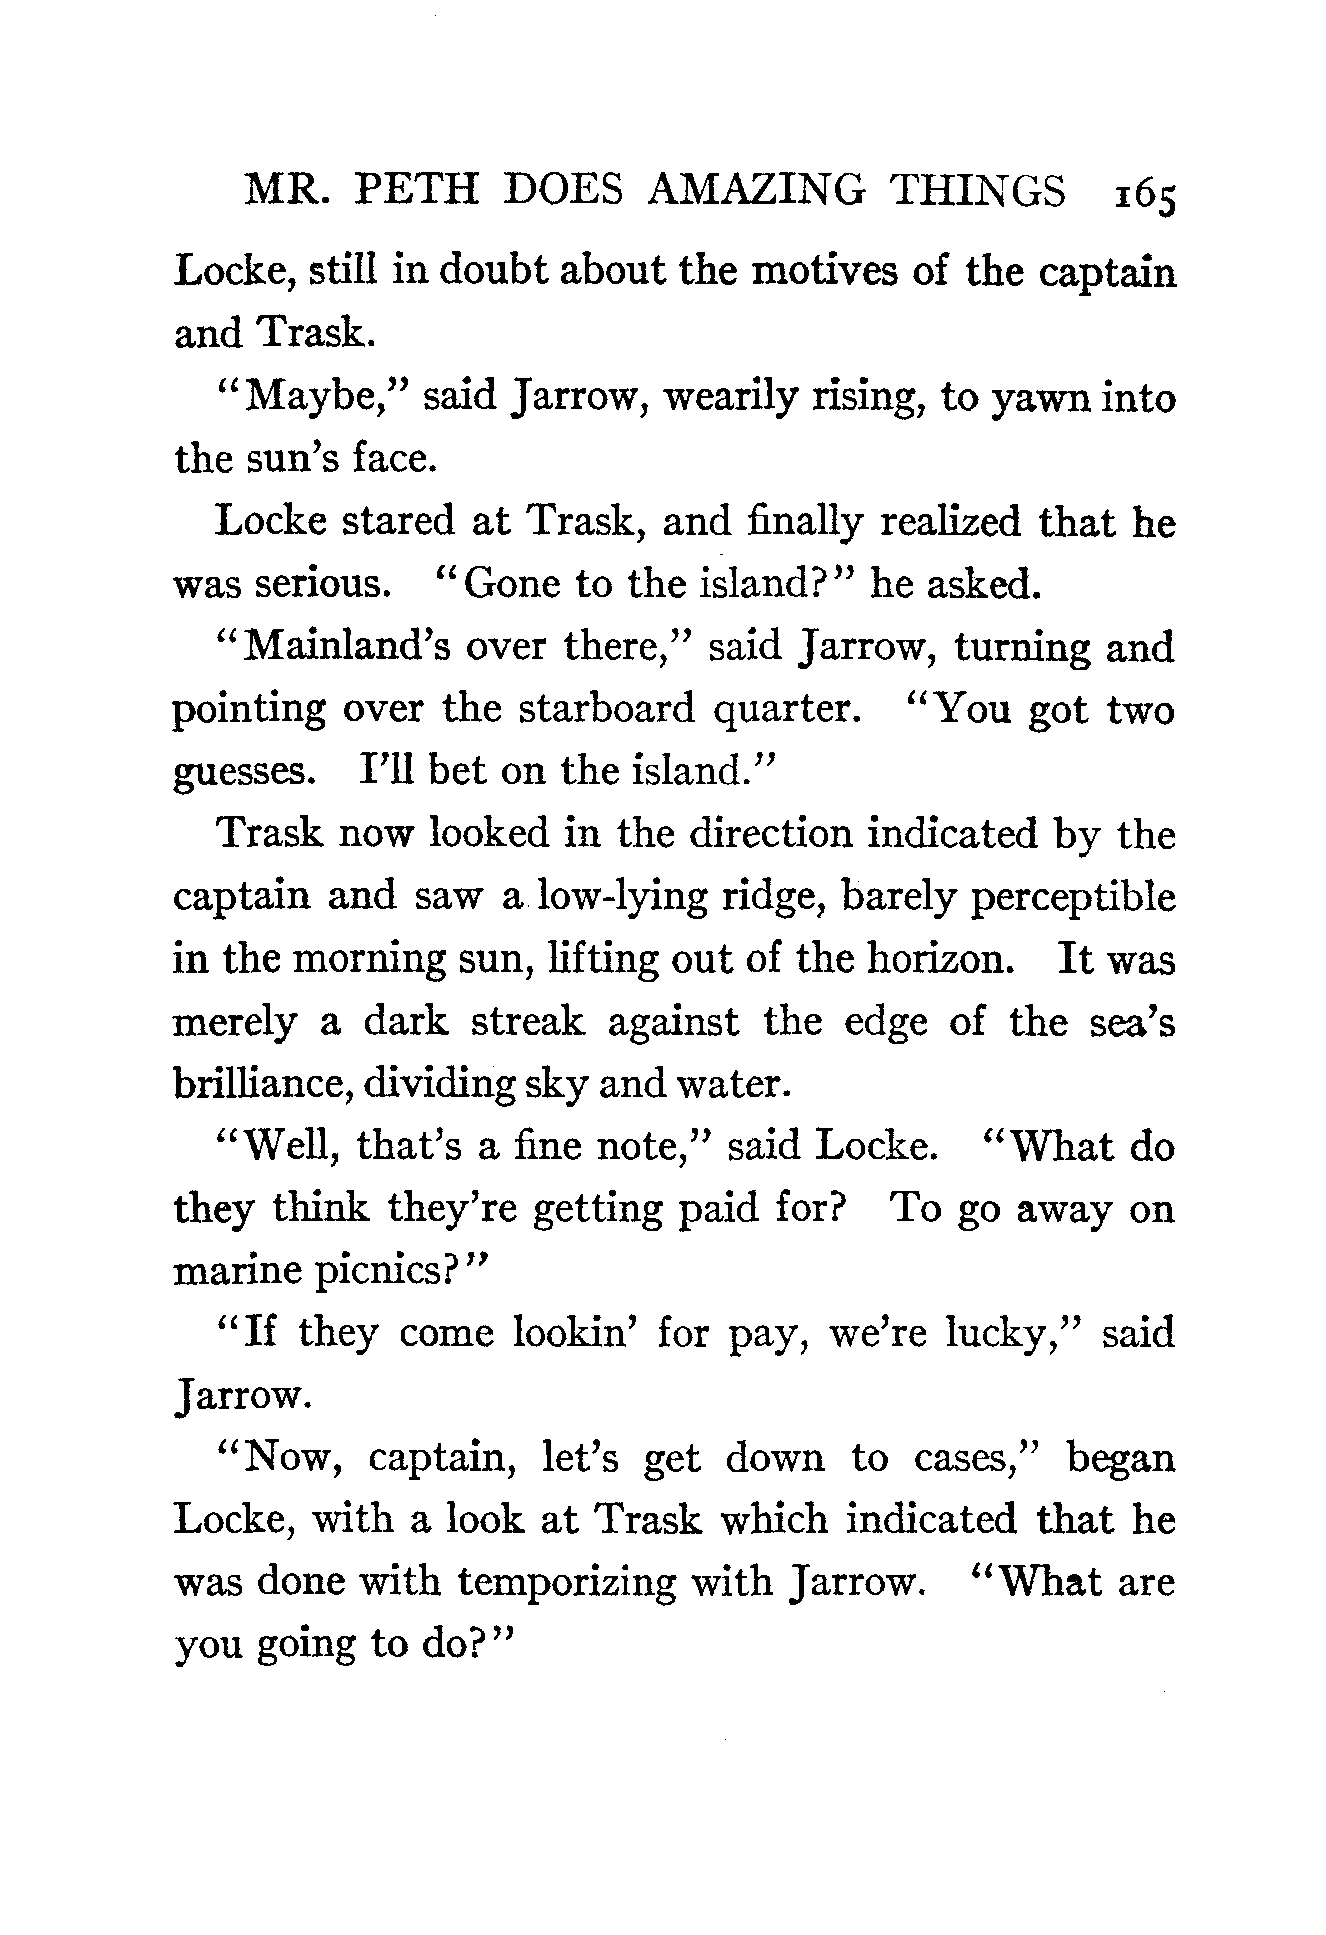 MR. PETH DOES AMAZING THINGS 165
Locke, still in doubt about the motives of the captain
and Trask.
"Maybe," said Jarrow, wearily rising, to yawn into
the sun's face.
Locke stared at Trask, and finally realized that he
was serious. "Gone to the island?" he asked.
"Mainland's over there," said Jarrow, turning and
pointing over the starboard quarter. "You got two
guesses. I'll bet on the island."
Trask now looked in the direction indicated by the
captain and saw a low-lying ridge, barely perceptible
in the morning sun, lifting out of the horizon. It was
merely a dark streak against the edge of the sea's
brilliance, dividing sky and water.
"Well, that's a fine note," said Locke. "What do
they think they're getting paid for? To go away on
marine picnics?"
"If they come lookin' for pay, we're lucky," said
Jarrow.
"Now, captain, let's get down to cases," began
Locke, with a look at Trask which indicated that he
was done with temporizing with Jarrow. "What are
you going to do?"